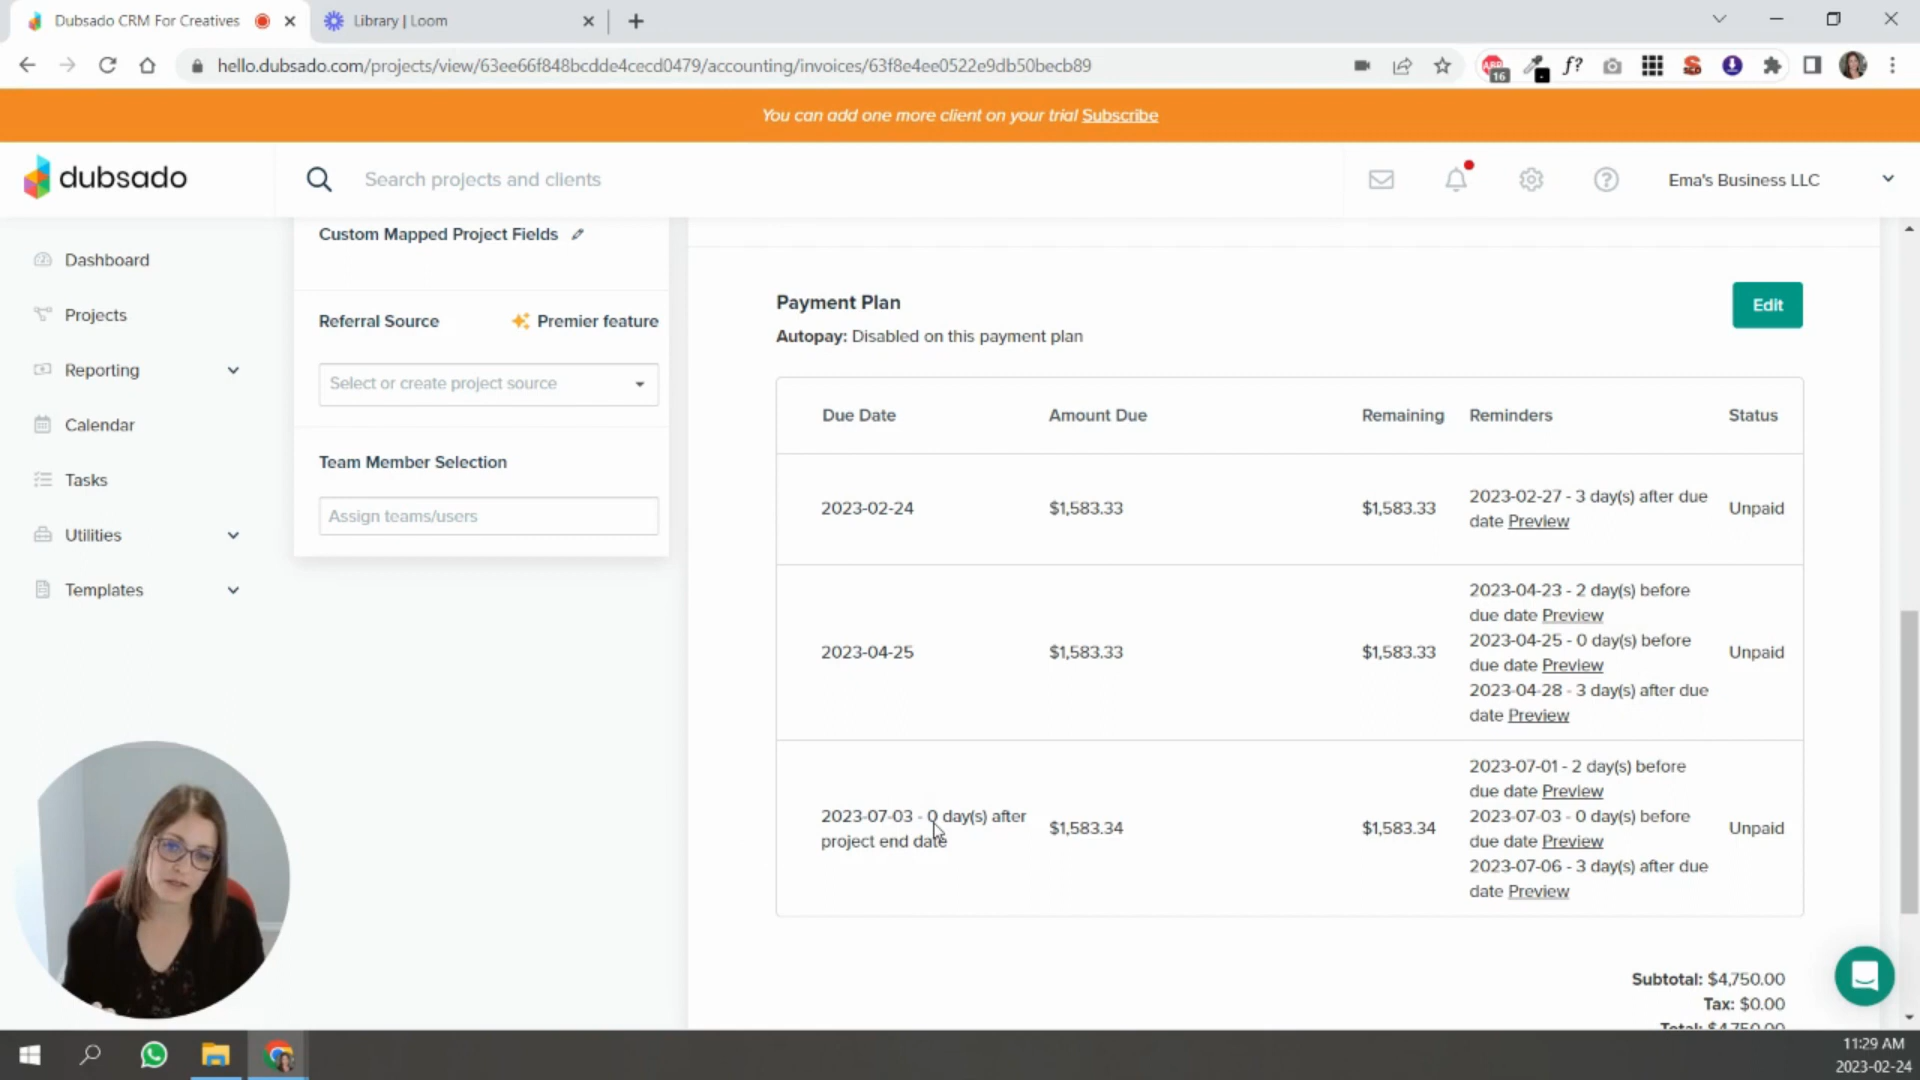 Dubsado CRM For Creatives
Library | Loom
hello.dubsado.com/projects/view/63ee66f848bcdde4cecd0479/accounting/invoices/63f8e4ee0522e9db50becb89
16
f?
You can add one more client on your trial Subscribe
dubsado
Search projects and clients
Ema's Business LLC
Dashboard
Projects
Reporting
Calendar
Tasks
Utilities
Templates
Custom Mapped Project Fields
Referral Source
Premier feature
Select or create project source
Team Member Selection
Assign teams/users
Payment Plan
Edit
Autopay: Disabled on this payment plan
Due Date Amount Due Remaining Reminders Status
2023-02-24 $1,583.33 $1,583.33
2023-02-27 - 3 day(s) after due
date Preview
Unpaid
2023-04-25 $1,583.33 $1,583.33
2023-04-23 - 2 day(s) before
due date Preview
2023-04-25 - 0 day(s) before
due date Preview
2023-04-28 - 3 day(s) after due
date Preview
Unpaid
2023-07-03 - 0 day(s) after
project end date
$1,583.34 $1,583.34
2023-07-01 - 2 day(s) before
due date Preview
2023-07-03 - 0 day(s) before
due date Preview
2023-07-06 - 3 day(s) after due
date Preview
Unpaid
Subtotal: $4,750.00
Tax: $0.00
Total: $4,750.00
11:29 AM
2023-02-24